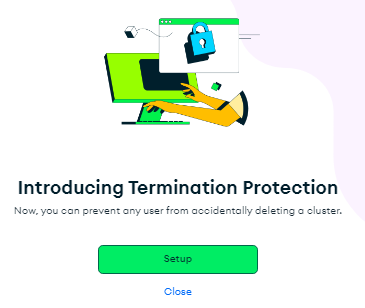 Introducing Termination Protection
Now, you can prevent any user from accidentally deleting a cluster.
Setup
Close